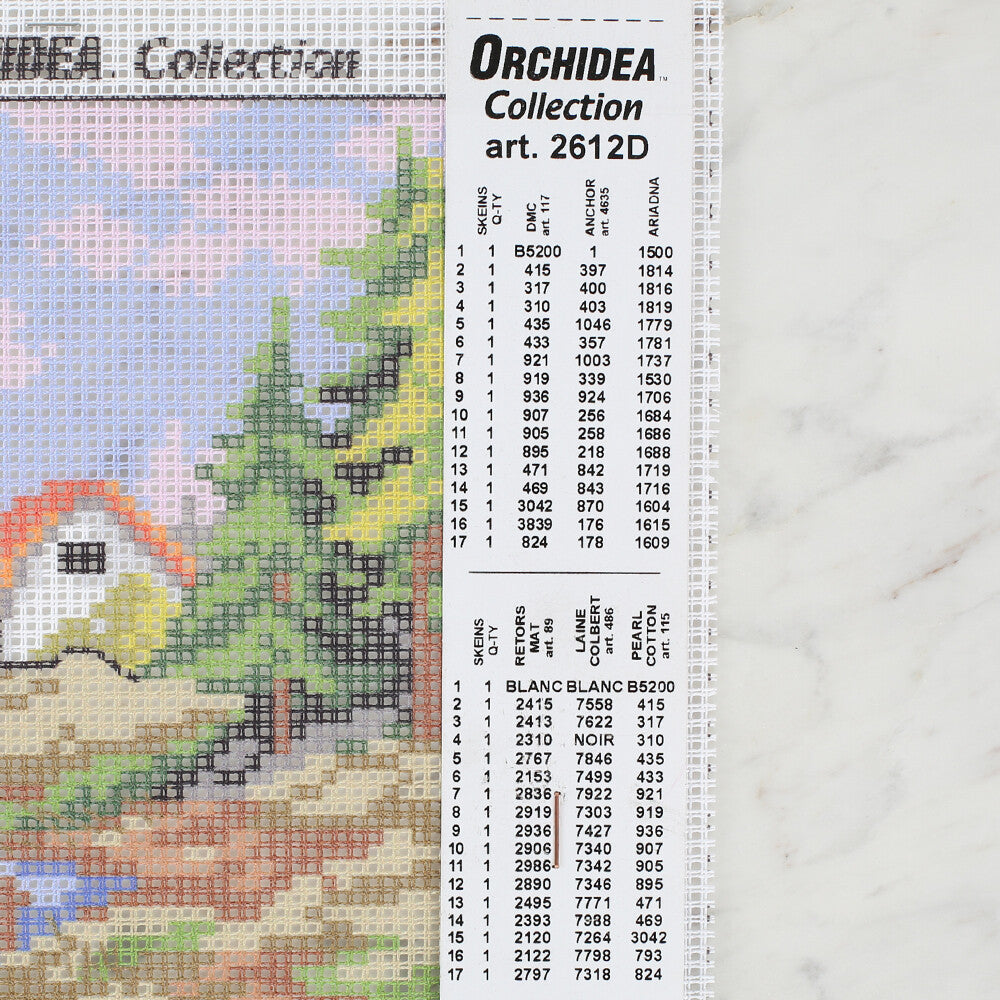 Collection
ORCHIDEA™
Collection
art. 2612D
SKEINS Q-TY DMC art. 117 ANCHOR art. 4635 ARIADNA
1 1 B5200 1 1500
2 1 415 397 1814
3 1 317 400 1816
4 1 310 403 1819
5 1 435 1046 1779
6 1 433 357 1781
7 1 921 1003 1737
8 1 919 339 1530
9 1 936 924 1706
10 1 907 256 1684
11 1 905 258 1686
12 1 895 218 1688
13 1 471 842 1719
14 1 469 843 1716
15 1 3042 870 1604
16 1 3839 176 1615
17 1 824 178 1609
SKEINS Q-TY RETORS MAT art. 89 LAINE COLBERT art. 486 PEARL COTTON art. 115
1 1 BLANC BLANC B5200
2 1 2415 7558 415
3 1 2413 7622 317
4 1 2310 NOIR 310
5 1 2767 7846 435
6 1 2153 7499 433
7 1 2836 7922 921
8 1 2919 7303 919
9 1 2936 7427 936
10 1 2906 7340 907
11 1 2986 7342 905
12 1 2890 7346 895
13 1 2495 7771 471
14 1 2393 7988 469
15 1 2120 7264 3042
16 1 2122 7798 793
17 1 2797 7318 824